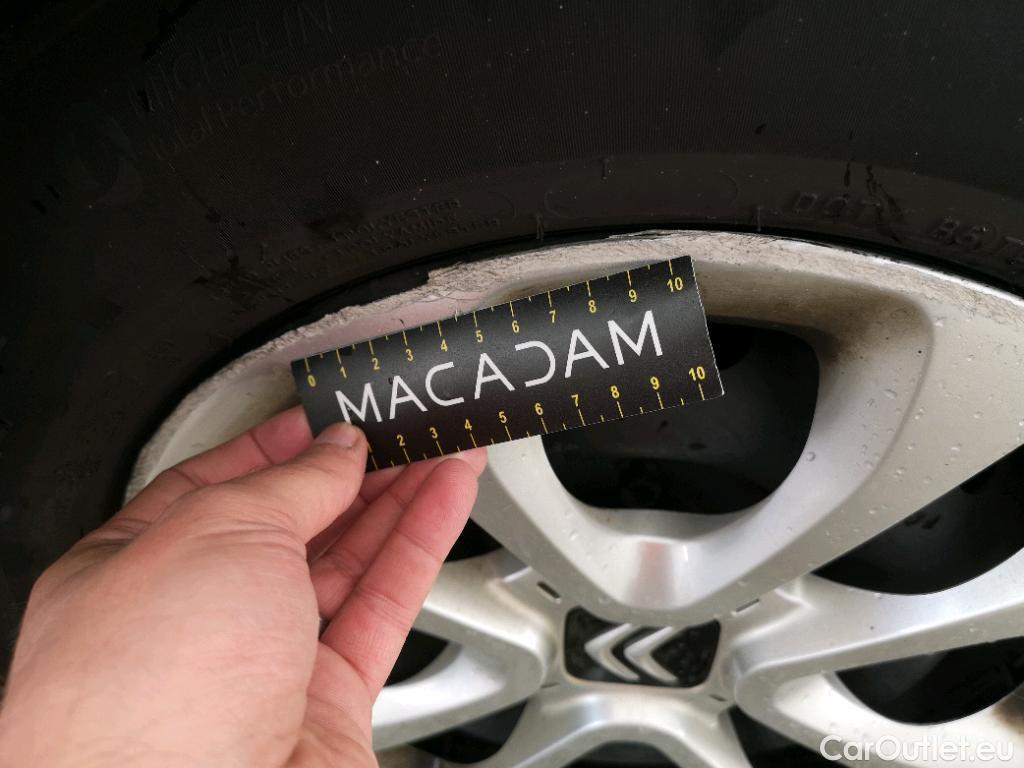 MICHELIN
Total Performance
DOT
0 1 2 3 4 5 6 7 8 9 10
MACADAM
2 3 4 5 6 7 8 9 10
CarOutlet.eu